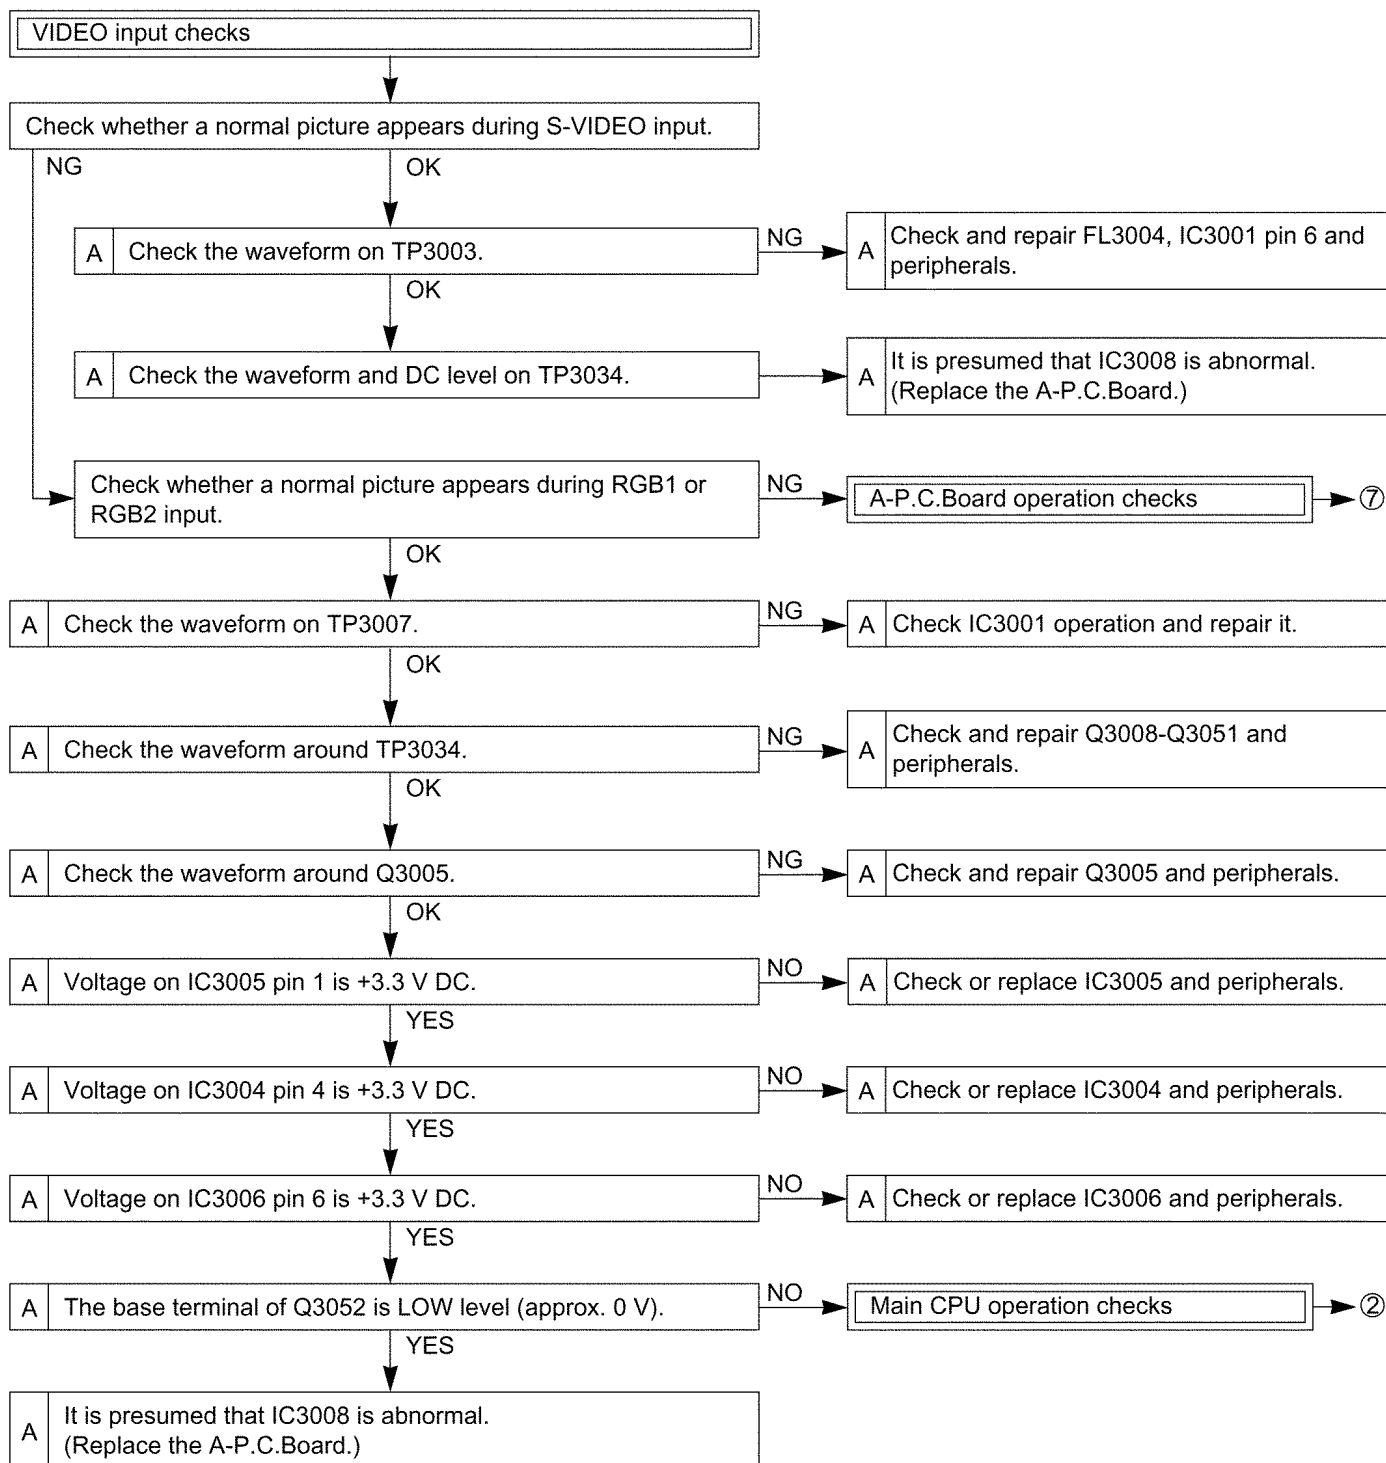 VIDEO input checks
Check whether a normal picture appears during S-VIDEO input.
NG
OK
A
Check the waveform on TP3003.
NG
A
Check and repair FL3004, IC3001 pin 6 and
peripherals.
OK
A
Check the waveform and DC level on TP3034.
A
It is presumed that IC3008 is abnormal.
(Replace the A-P.C.Board.)
Check whether a normal picture appears during RGB1 or
RGB2 input.
NG
A-P.C.Board operation checks
⑦
OK
A
Check the waveform on TP3007.
NG
A
Check IC3001 operation and repair it.
OK
A
Check the waveform around TP3034.
NG
A
Check and repair Q3008-Q3051 and
peripherals.
OK
A
Check the waveform around Q3005.
NG
A
Check and repair Q3005 and peripherals.
OK
A
Voltage on IC3005 pin 1 is +3.3 V DC.
NO
A
Check or replace IC3005 and peripherals.
YES
A
Voltage on IC3004 pin 4 is +3.3 V DC.
NO
A
Check or replace IC3004 and peripherals.
YES
A
Voltage on IC3006 pin 6 is +3.3 V DC.
NO
A
Check or replace IC3006 and peripherals.
YES
A
The base terminal of Q3052 is LOW level (approx. 0 V).
NO
Main CPU operation checks
②
YES
A
It is presumed that IC3008 is abnormal.
(Replace the A-P.C.Board.)